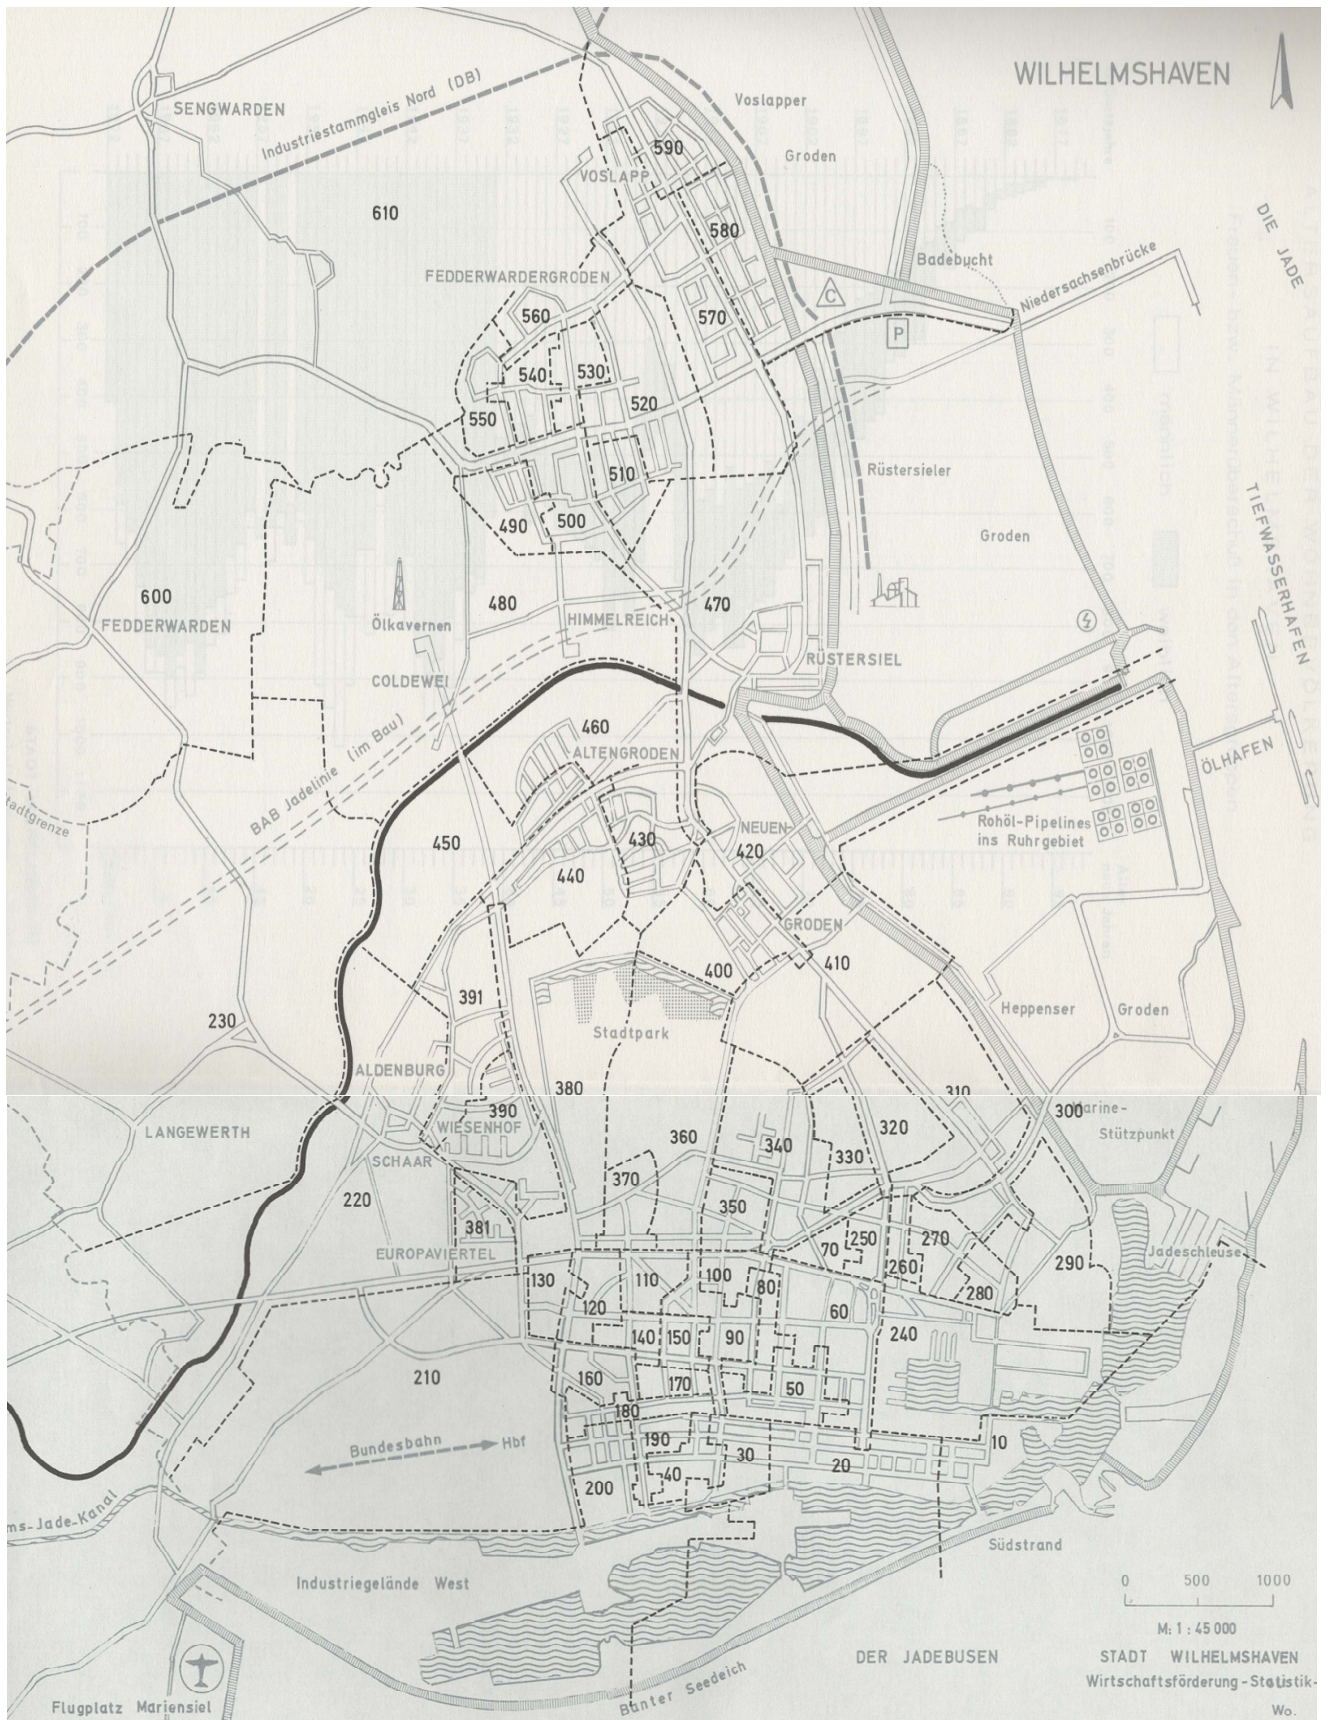 WILHELMSHAVEN
SENGWARDEN
Industriestammgleis Nord (DB)
Voslapper
Groden
590
VOSLAPP
610
580
DIE JADE
Badebucht
Niedersachsenbrücke
FEDDERWARDERGRODEN
560
570
C
P
540
530
550
520
510
Rüstersieler
Groden
490
500
TIEFWASSERHAFEN
600
FEDDERWARDEN
Ölkavernen
480
HIMMELREICH
470
COLDEWEI
RÜSTERSIEL
460
ALTENGRODEN
ÖLHAFEN
BAB Jadelinie (im Bau)
tadtgrenze
450
430
NEUEN-
420
Rohöl-Pipelines
ins Ruhrgebiet
440
GRODEN
400
410
391
230
Stadtpark
Heppenser
Groden
ALDENBURG
380
310
390
300
Marine-
Stützpunkt
WIESENHOF
LANGEWERTH
SCHAAR
360
340
320
330
220
370
350
381
EUROPAVIERTEL
70
250
270
260
290
Jadeschleuse
130
110
100
80
280
120
60
140
150
90
240
210
160
170
50
180
190
30
10
Bundesbahn
Hbf
40
20
200
ms-Jade-Kanal
Südstrand
Industriegelände West
0 500 1000
M: 1 : 45 000
DER JADEBUSEN
STADT WILHELMSHAVEN
Wirtschaftsförderung - Statistik-
Wo.
Banter Seedeich
Flugplatz Mariensiel